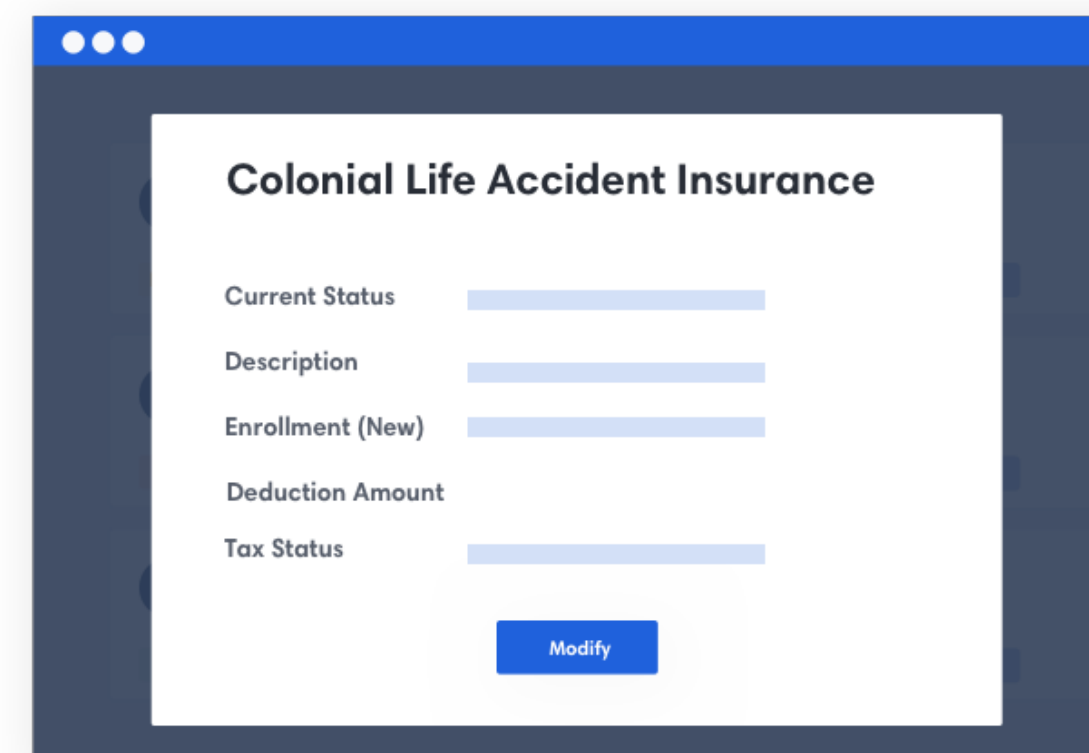 Colonial Life Accident Insurance
Current Status
Description
Enrollment (New)
Deduction Amount
Tax Status
Modify